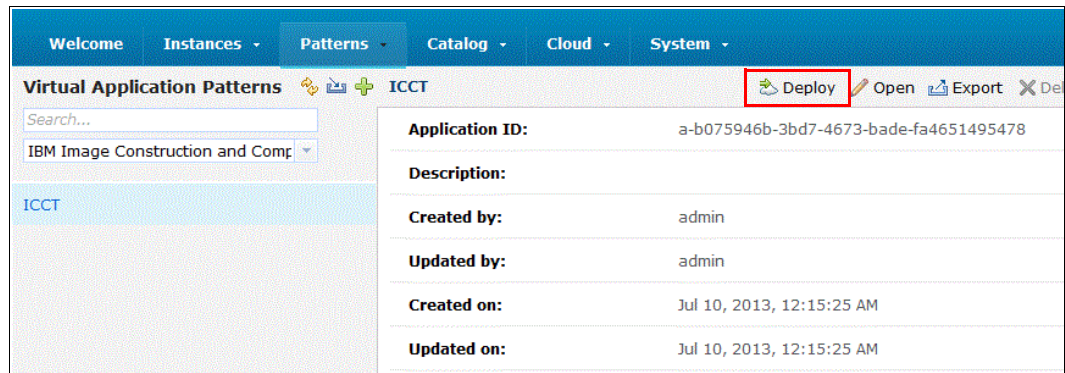 Welcome Instances Patterns Catalog Cloud System
Virtual Application Patterns ICCT Deploy Open Export Del
Search...
IBM Image Construction and Comp
ICCT
Application ID: a-b075946b-3bd7-4673-bade-fa4651495478
Description:
Created by: admin
Updated by: admin
Created on: Jul 10, 2013, 12:15:25 AM
Updated on: Jul 10, 2013, 12:15:25 AM